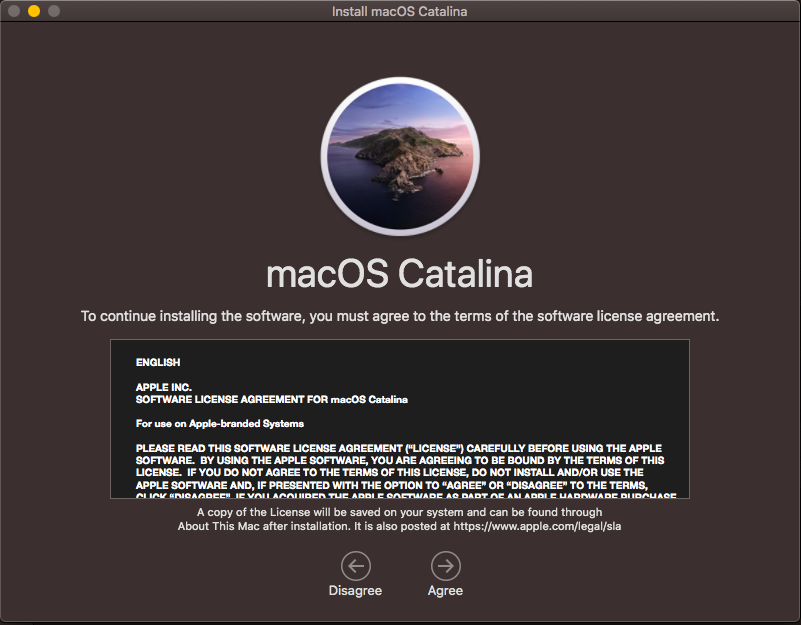 Install macOS Catalina
macOS Catalina
To continue installing the software, you must agree to the terms of the software license agreement.
ENGLISH
APPLE INC.
SOFTWARE LICENSE AGREEMENT FOR macOS Catalina
For use on Apple-branded Systems
PLEASE READ THIS SOFTWARE LICENSE AGREEMENT (“LICENSE”) CAREFULLY BEFORE USING THE APPLE
SOFTWARE.  BY USING THE APPLE SOFTWARE, YOU ARE AGREEING TO BE BOUND BY THE TERMS OF THIS
LICENSE.  IF YOU DO NOT AGREE TO THE TERMS OF THIS LICENSE, DO NOT INSTALL AND/OR USE THE
APPLE SOFTWARE AND, IF PRESENTED WITH THE OPTION TO “AGREE” OR “DISAGREE” TO THE TERMS,
CLICK “DISAGREE”. IF YOU ACQUIRED THE APPLE SOFTWARE AS PART OF AN APPLE HARDWARE PURCHASE
A copy of the License will be saved on your system and can be found through
About This Mac after installation. It is also posted at https://www.apple.com/legal/sla
Disagree
Agree